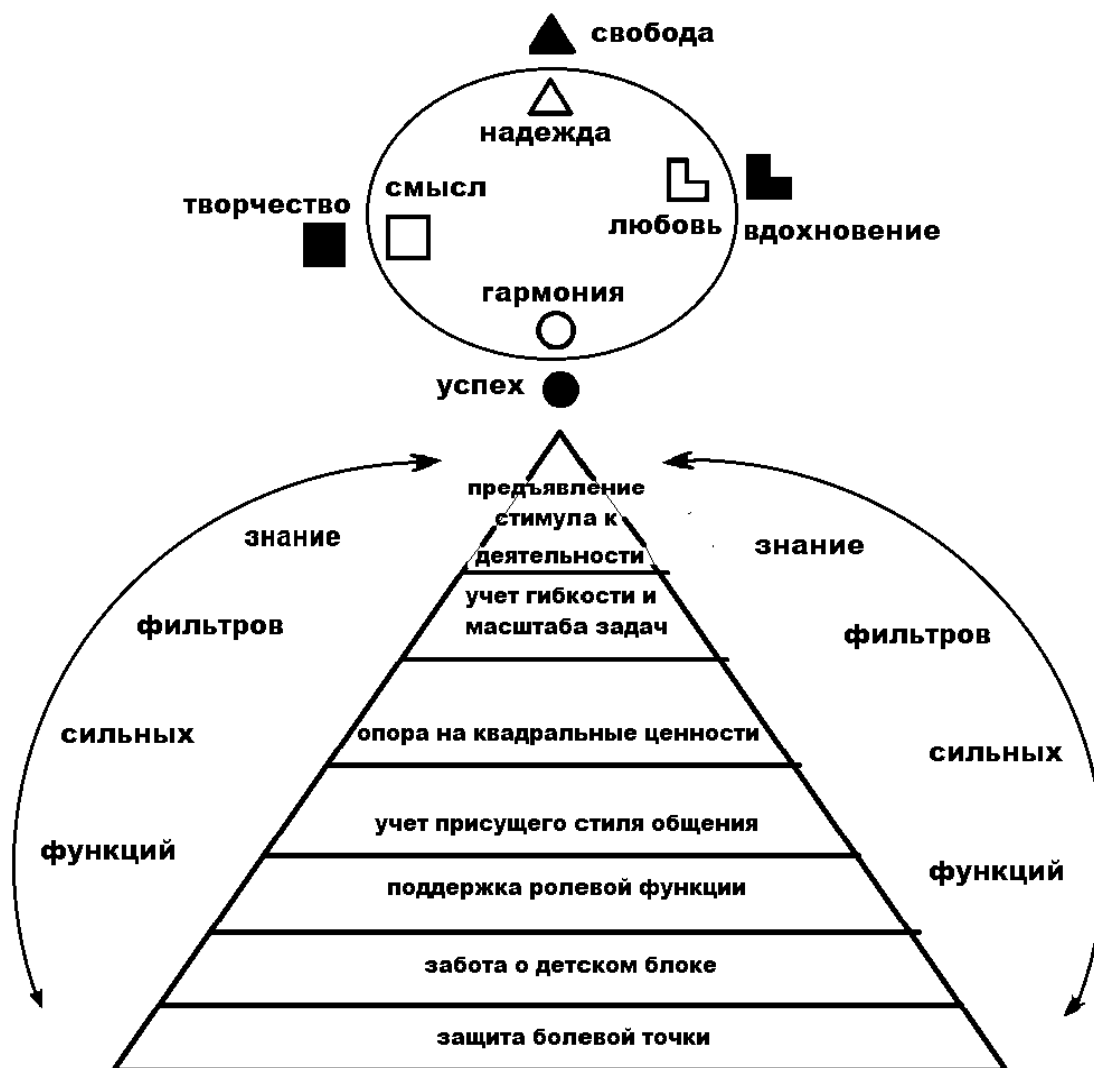 свобода
надежда
смысл
творчество
любовь
вдохновение
гармония
успех
предъявление
стимула к
деятельности
учет гибкости и
масштаба задач
опора на квадральные ценности
учет присущего стиля общения
поддержка ролевой функции
забота о детском блоке
защита болевой точки
знание
фильтров
сильных
функций
знание
фильтров
сильных
функций